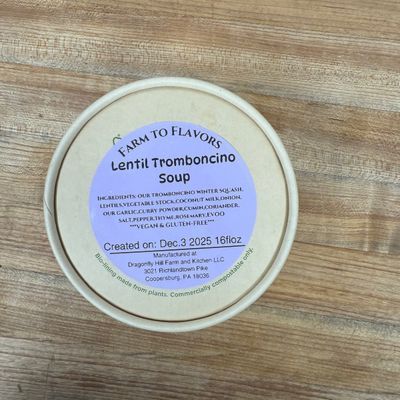 Farm to Flavors
Lentil Tromboncino
Soup
Ingredients: our tromboncino winter squash,
lentils,vegetable stock,coconut milk,onion,
our garlic,curry powder,cumin,coriander,
salt,pepper,thyme,rosemary,evoo
***vegan & gluten-free***
Created on: Dec.3 2025 16floz
Manufactured at
Dragonfly Hill Farm and Kitchen LLC
3021 Richlandtown Pike
Coopersburg, PA 18036
Bio-lining made from plants. Commercially compostable only.